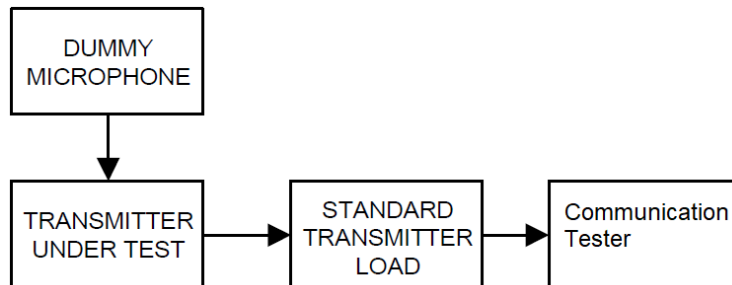 DUMMY
MICROPHONE
TRANSMITTER
UNDER TEST
STANDARD
TRANSMITTER
LOAD
Communication
Tester